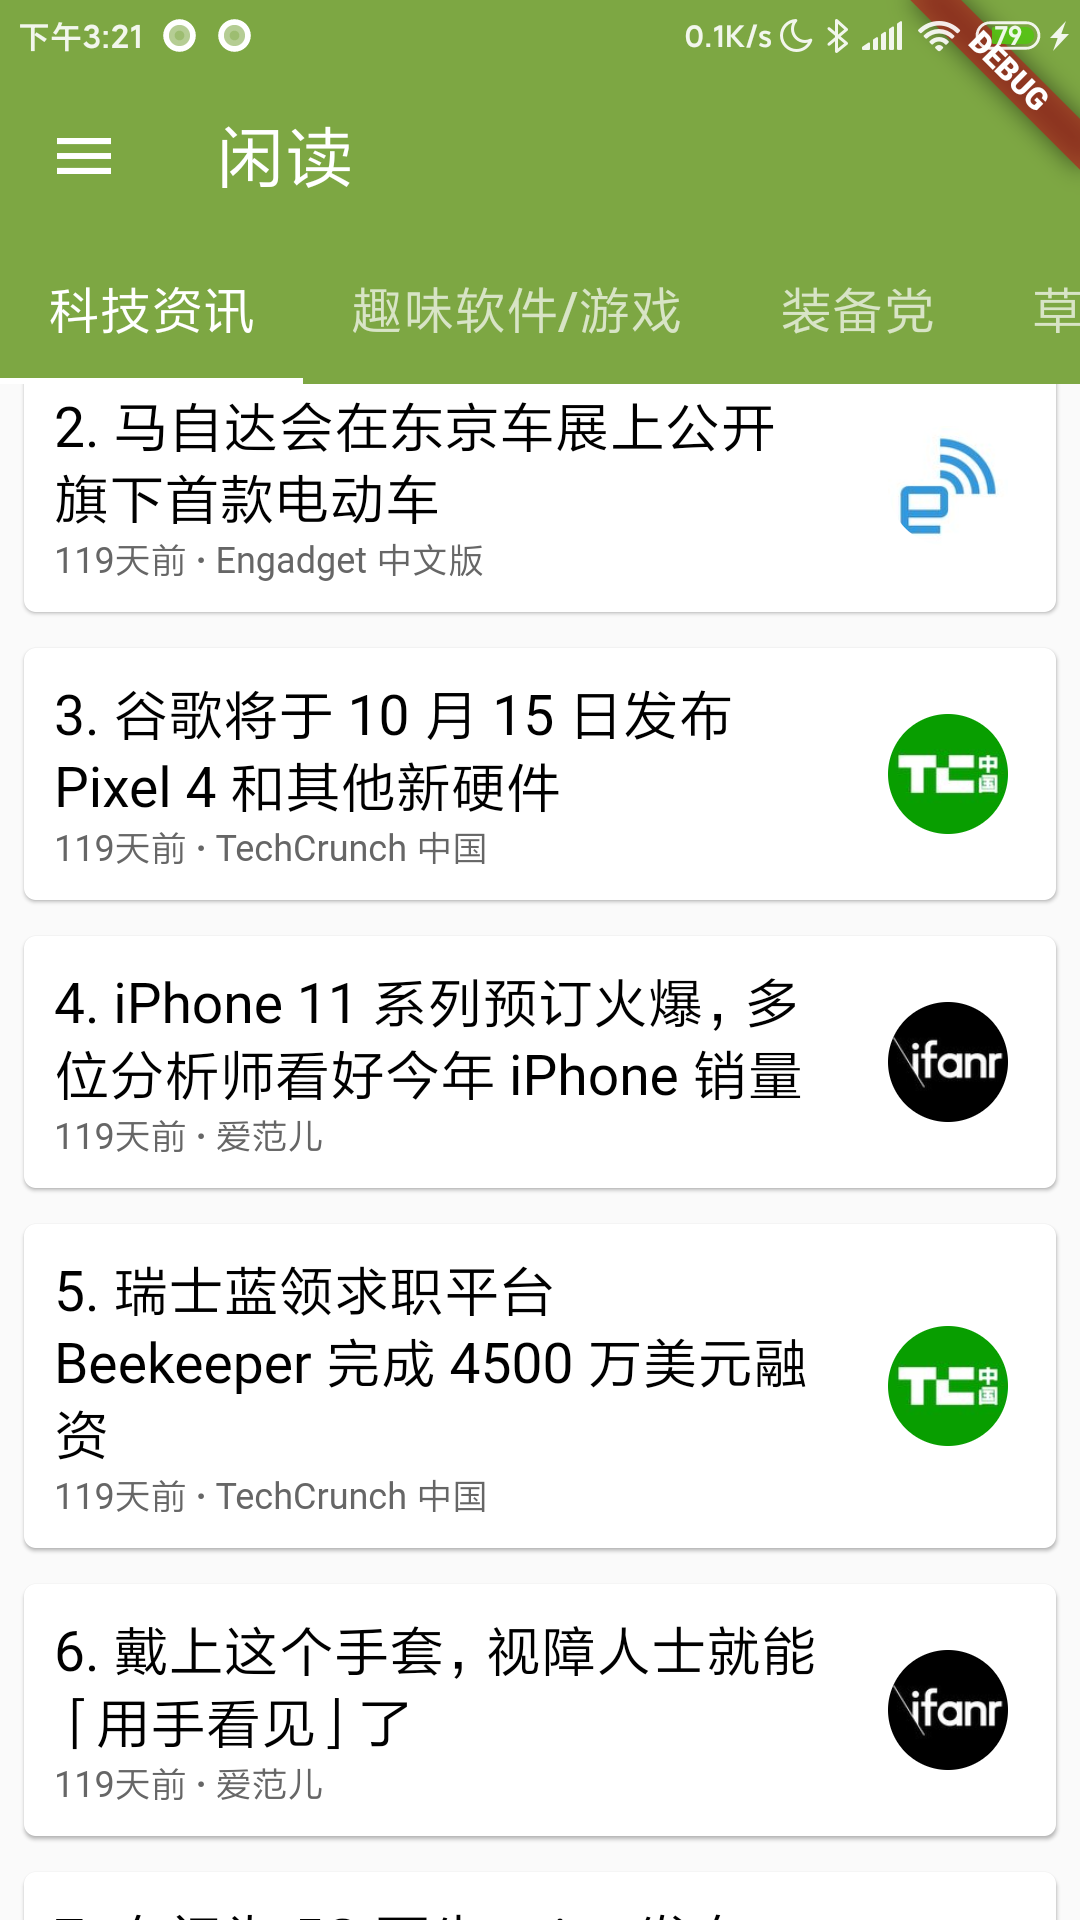 下午3:21
0.1K/s
79
DEBUG
闲读
科技资讯
趣味软件/游戏
装备党
草
2. 马自达会在东京车展上公开
旗下首款电动车
119天前 · Engadget 中文版
3. 谷歌将于 10 月 15 日发布
Pixel 4 和其他新硬件
TC中国
119天前 · TechCrunch 中国
4. iPhone 11 系列预订火爆，多
位分析师看好今年 iPhone 销量
ifanr
119天前 · 爱范儿
5. 瑞士蓝领求职平台
Beekeeper 完成 4500 万美元融
资
TC中国
119天前 · TechCrunch 中国
6. 戴上这个手套，视障人士就能
「用手看见」了
ifanr
119天前 · 爱范儿